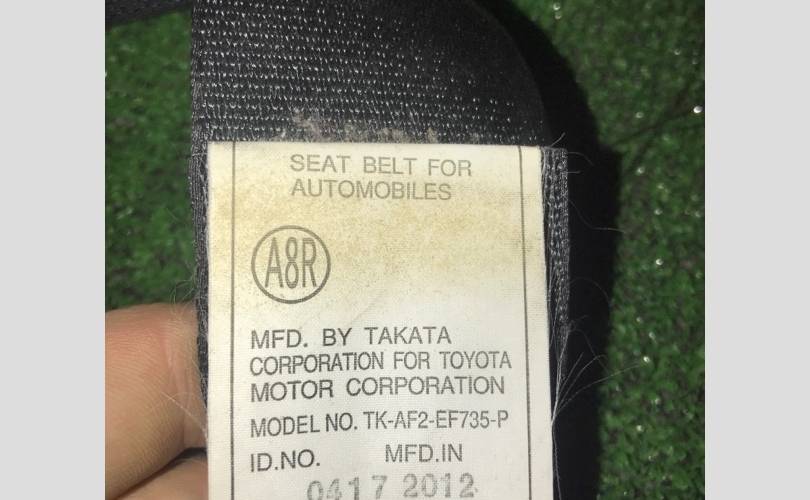 SEAT BELT FOR
AUTOMOBILES
A8R
MFD. BY TAKATA
CORPORATION FOR TOYOTA
MOTOR CORPORATION
MODEL NO. TK-AF2-EF735-P
ID.NO. MFD.IN
0417 2012